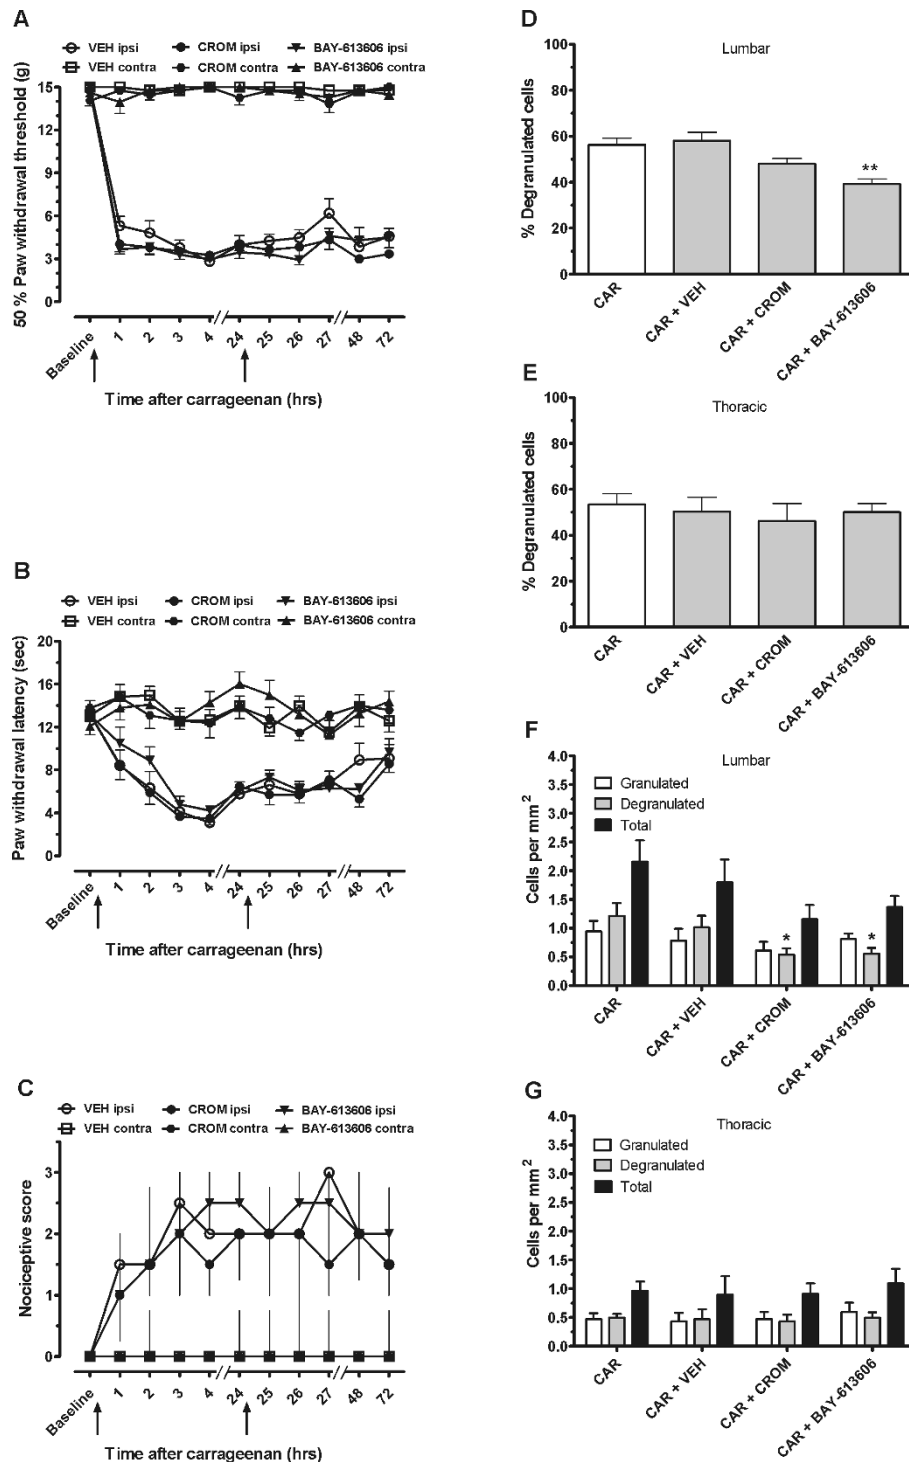 A
VEH ipsi CROM ipsi BAY-613606 ipsi
VEH contra CROM contra BAY-613606 contra
50 % Paw withdrawal threshold (g)
15
12
9
6
3
0
Baseline 1 2 3 4 24 25 26 27 48 72
Time after carrageenan (hrs)
B
VEH ipsi CROM ipsi BAY-613606 ipsi
VEH contra CROM contra BAY-613606 contra
Paw withdrawal latency (sec)
20
16
12
8
4
0
Baseline 1 2 3 4 24 25 26 27 48 72
Time after carrageenan (hrs)
C
VEH ipsi CROM ipsi BAY-613606 ipsi
VEH contra CROM contra BAY-613606 contra
Nociceptive score
3
2
1
0
Baseline 1 2 3 4 24 25 26 27 48 72
Time after carrageenan (hrs)
D
Lumbar
% Degranulated cells
100
80
60
40
20
0
**
CAR CAR + VEH CAR + CROM CAR + BAY-613606
E
Thoracic
% Degranulated cells
100
80
60
40
20
0
CAR CAR + VEH CAR + CROM CAR + BAY-613606
F
Lumbar
Granulated
Degranulated
Total
Cells per mm²
4.0
3.5
3.0
2.5
2.0
1.5
1.0
0.5
0.0
* *
CAR CAR + VEH CAR + CROM CAR + BAY-613606
G
Thoracic
Granulated
Degranulated
Total
Cells per mm²
4.0
3.5
3.0
2.5
2.0
1.5
1.0
0.5
0.0
CAR CAR + VEH CAR + CROM CAR + BAY-613606